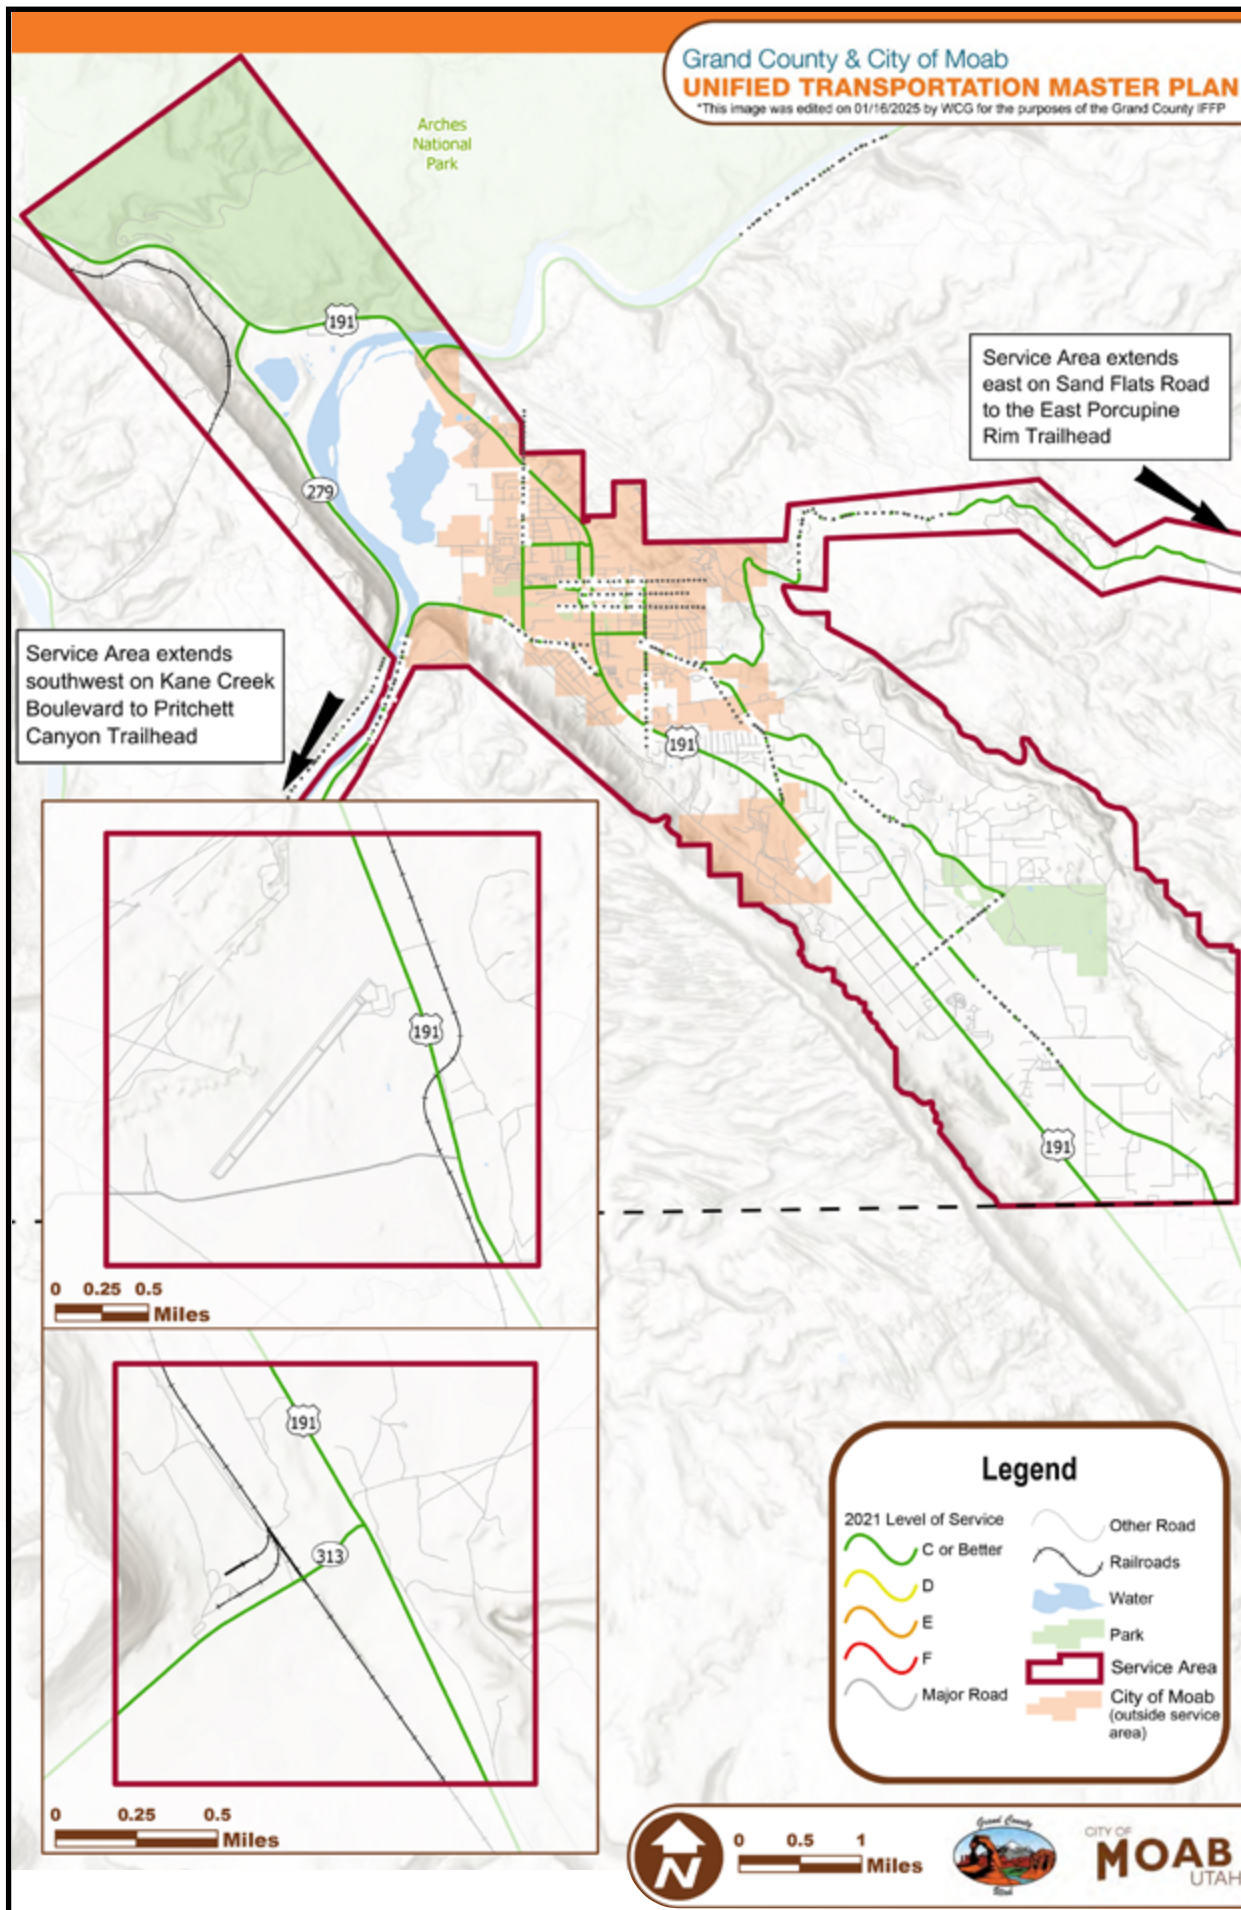 Grand County & City of Moab
UNIFIED TRANSPORTATION MASTER PLAN
*This image was edited on 01/16/2025 by WCG for the purposes of the Grand County IFFP
Arches
National
Park
191
279
Service Area extends
east on Sand Flats Road
to the East Porcupine
Rim Trailhead
Service Area extends
southwest on Kane Creek
Boulevard to Pritchett
Canyon Trailhead
191
191
191
0 0.25 0.5
Miles
191
313
0 0.25 0.5
Miles
Legend
2021 Level of Service
C or Better
D
E
F
Major Road
Other Road
Railroads
Water
Park
Service Area
City of Moab
(outside service
area)
N
0 0.5 1
Miles
Grand County
Utah
CITY OF
MOAB
UTAH